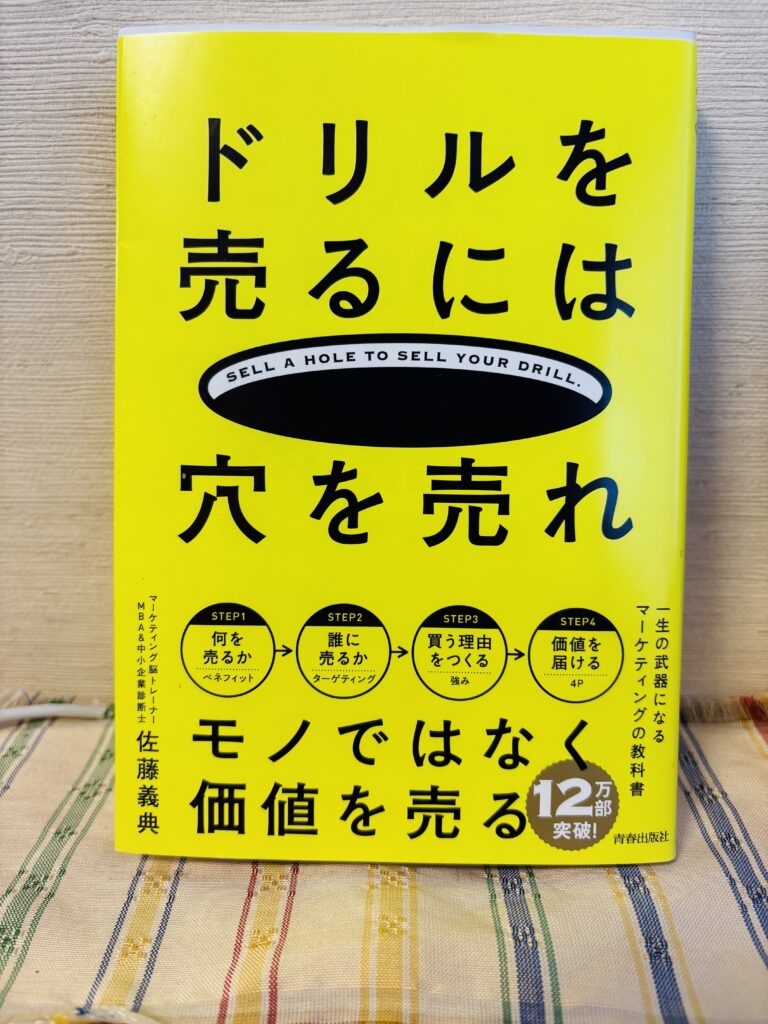 ドリルを
売るには
SELL A HOLE TO SELL YOUR DRILL.
穴を売れ
STEP1
何を
売るか
ベネフィット
STEP2
誰に
売るか
ターゲティング
STEP3
買う理由
をつくる
強み
STEP4
価値を
届ける
4P
一生の武器になる
マーケティングの教科書
モノではなく
価値を売る
マーケティング脳トレーナー
MBA&中小企業診断士
佐藤義典
12万部
突破!
青春出版社